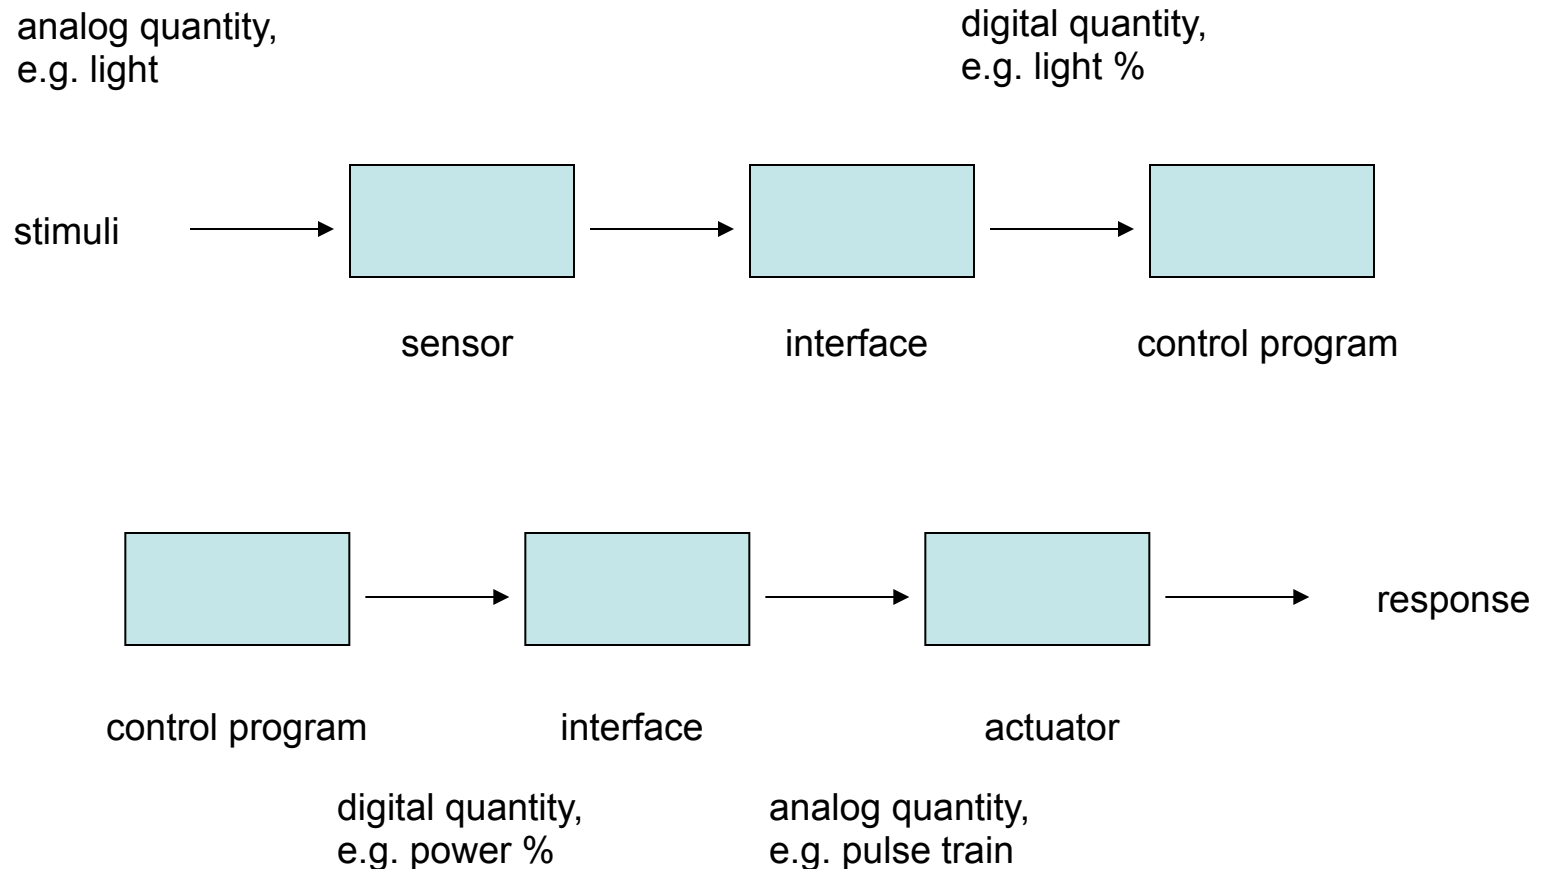 analog quantity,
e.g. light
digital quantity,
e.g. light %
stimuli
sensor
interface
control program
response
control program
interface
actuator
digital quantity,
e.g. power %
analog quantity,
e.g. pulse train